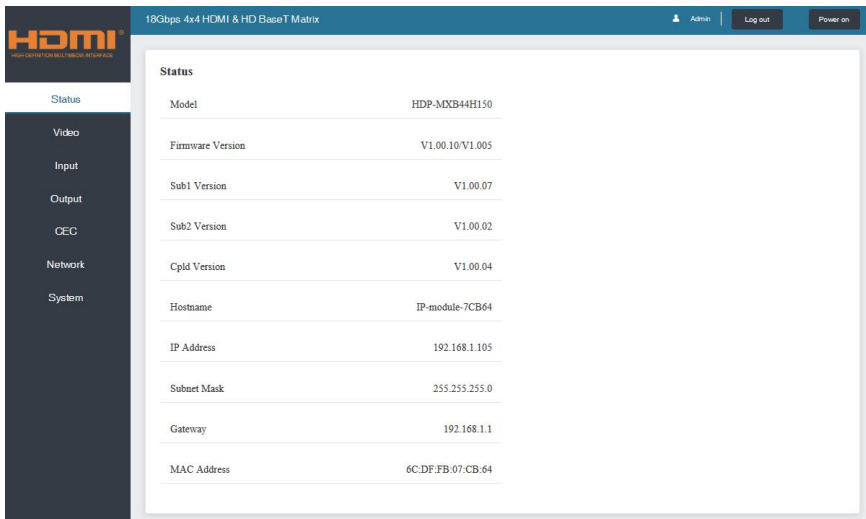 HDMI®
HIGH-DEFINITION MULTIMEDIA INTERFACE
18Gbps 4x4 HDMI & HD BaseT Matrix
Admin
Log out
Power on
Status
Video
Input
Output
CEC
Network
System
Status
Model HDP-MXB44H150
Firmware Version V1.00.10/V1.005
Sub1 Version V1.00.07
Sub2 Version V1.00.02
Cpld Version V1.00.04
Hostname IP-module-7CB64
IP Address 192.168.1.105
Subnet Mask 255.255.255.0
Gateway 192.168.1.1
MAC Address 6C:DF:FB:07:CB:64